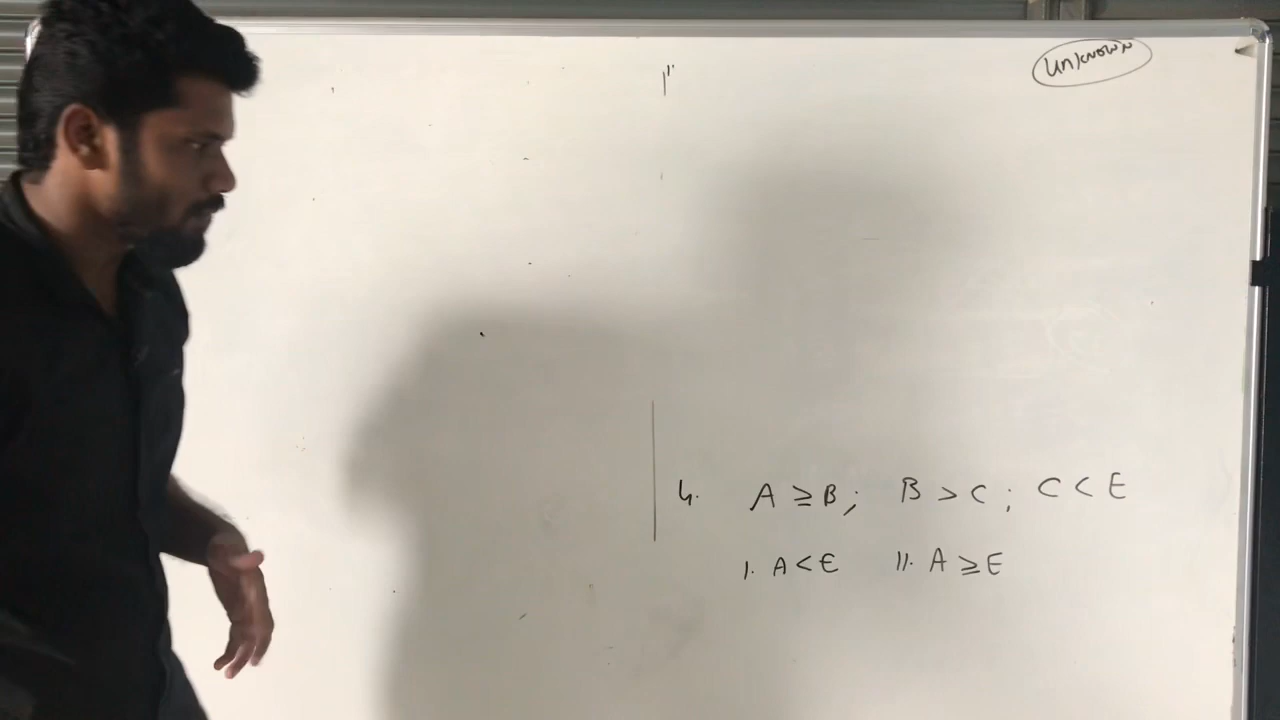 Unknown
4. A ≥ B; B > C; C < E
I. A < E II. A ≥ E